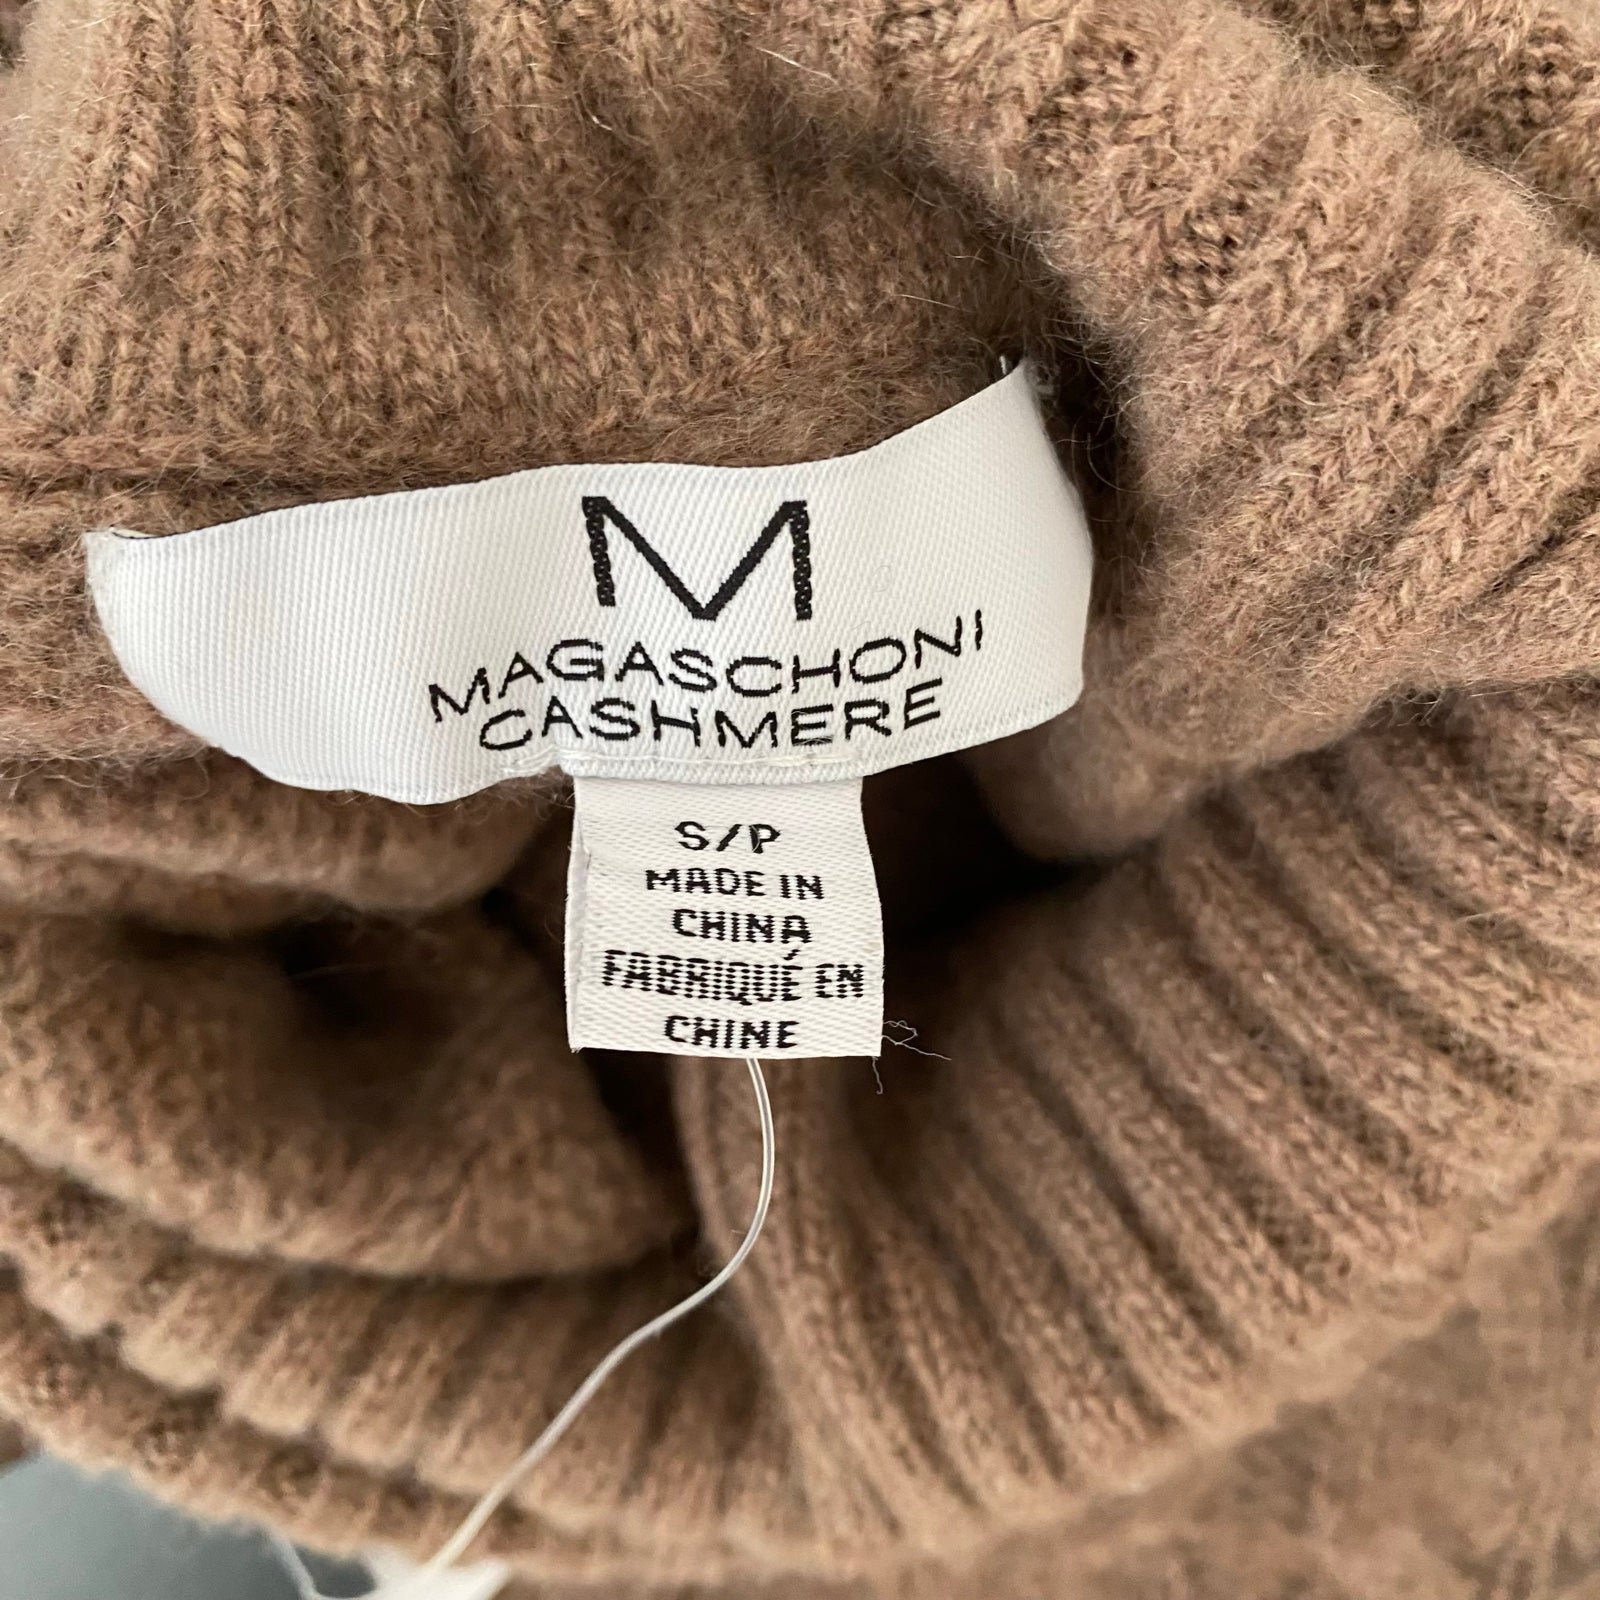 M
MAGASCHONI
CASHMERE
S/P
MADE IN
CHINA
FABRIQUÉ EN
CHINE